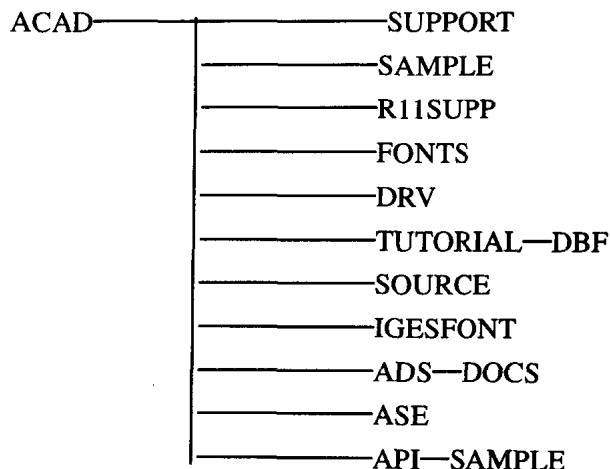 ACAD SUPPORT
SAMPLE
R11SUPP
FONTS
DRV
TUTORIAL—DBF
SOURCE
IGESFONT
ADS—DOCS
ASE
API—SAMPLE